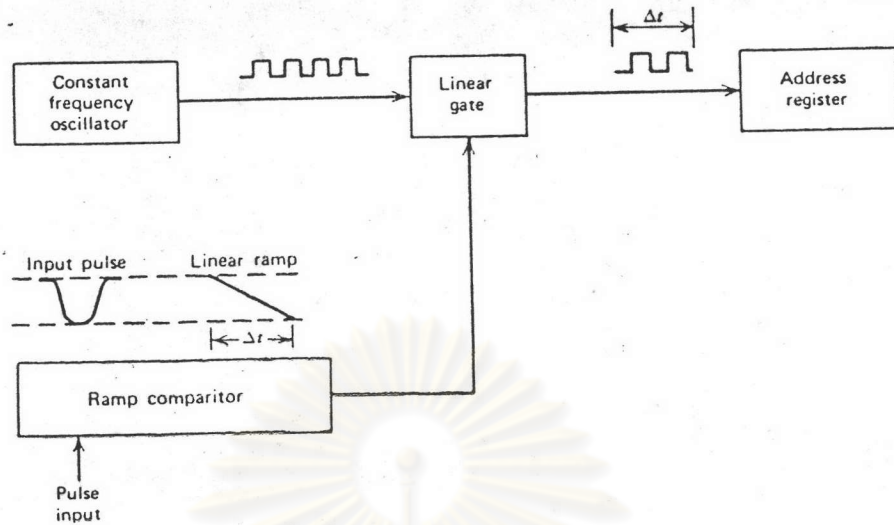 Δt
Constant
frequency
oscillator
Linear
gate
Address
register
Input pulse
Linear ramp
Δt
Ramp comparitor
Pulse
input